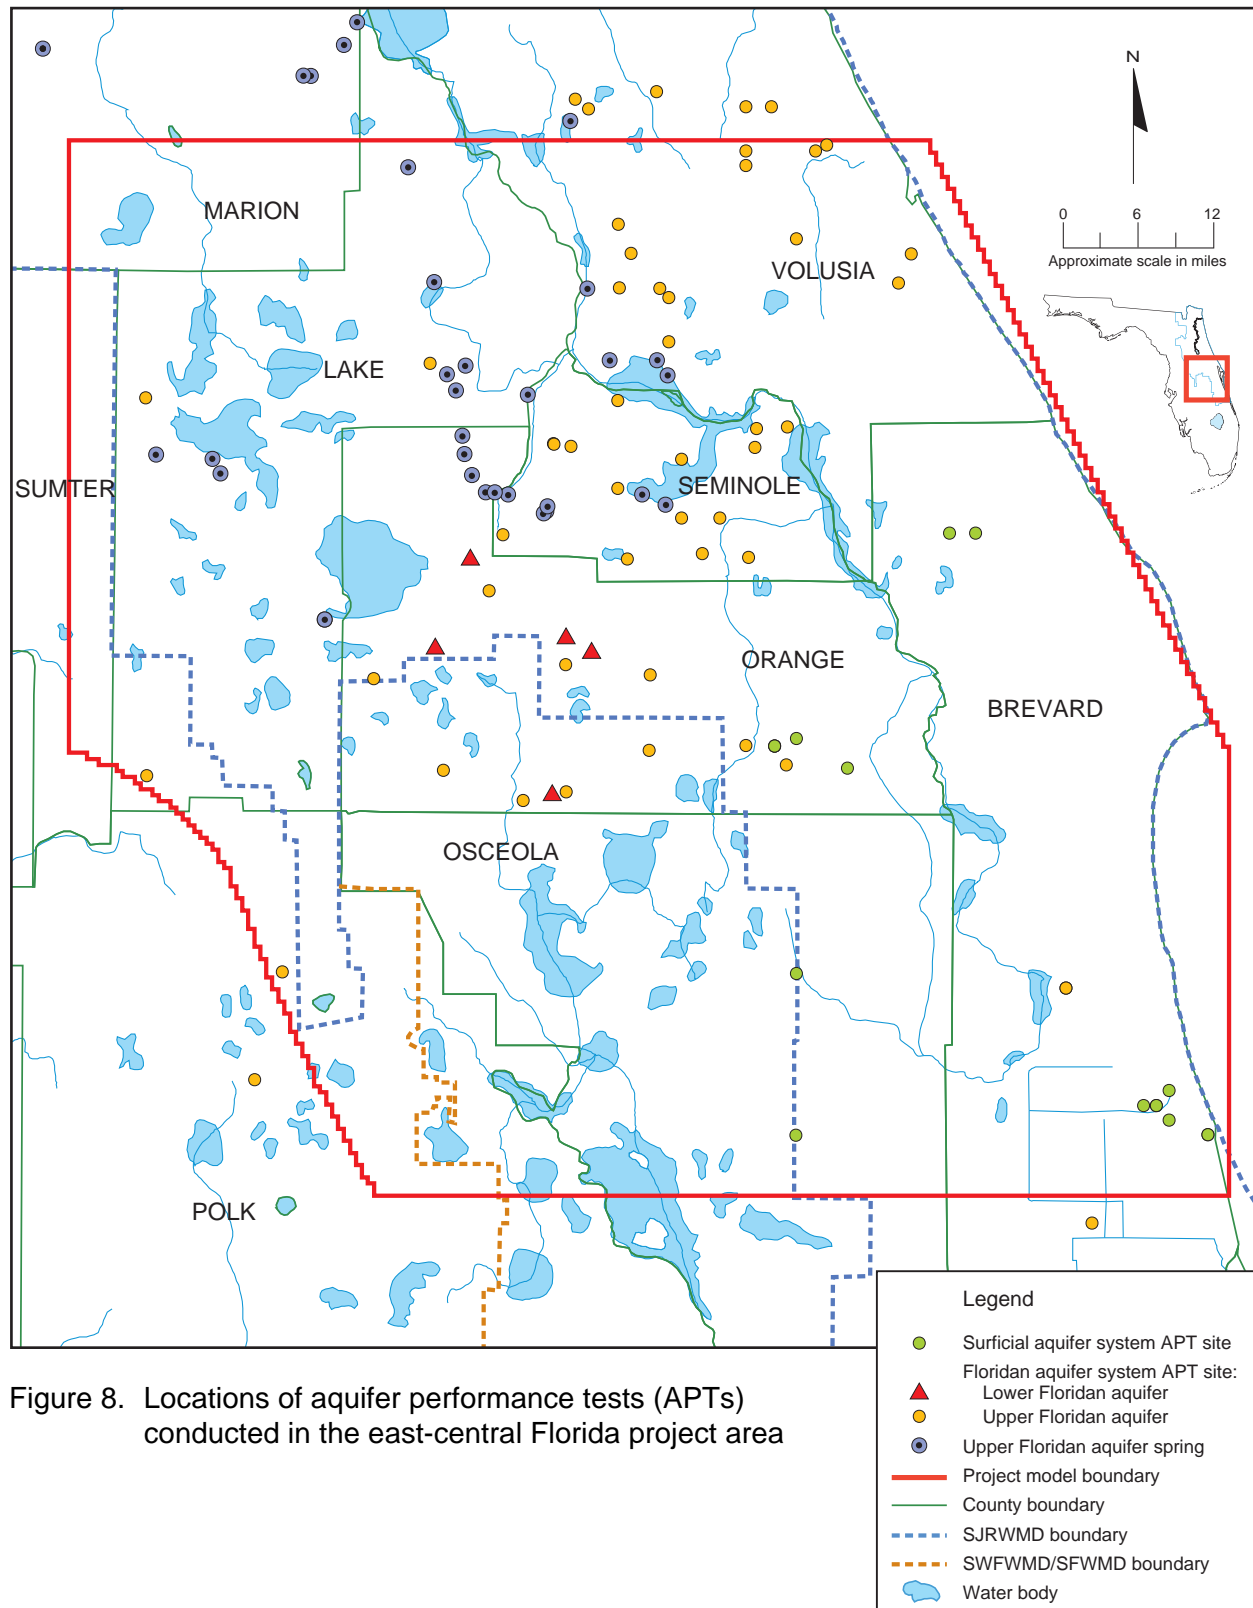 N
0 6 12
Approximate scale in miles
MARION
VOLUSIA
LAKE
SUMTER
SEMINOLE
ORANGE
BREVARD
OSCEOLA
POLK
Legend
Surficial aquifer system APT site
Floridan aquifer system APT site:
Lower Floridan aquifer
Upper Floridan aquifer
Upper Floridan aquifer spring
Project model boundary
County boundary
SJRWMD boundary
SWFWMD/SFWMD boundary
Water body
Figure 8. Locations of aquifer performance tests (APTs)
conducted in the east-central Florida project area